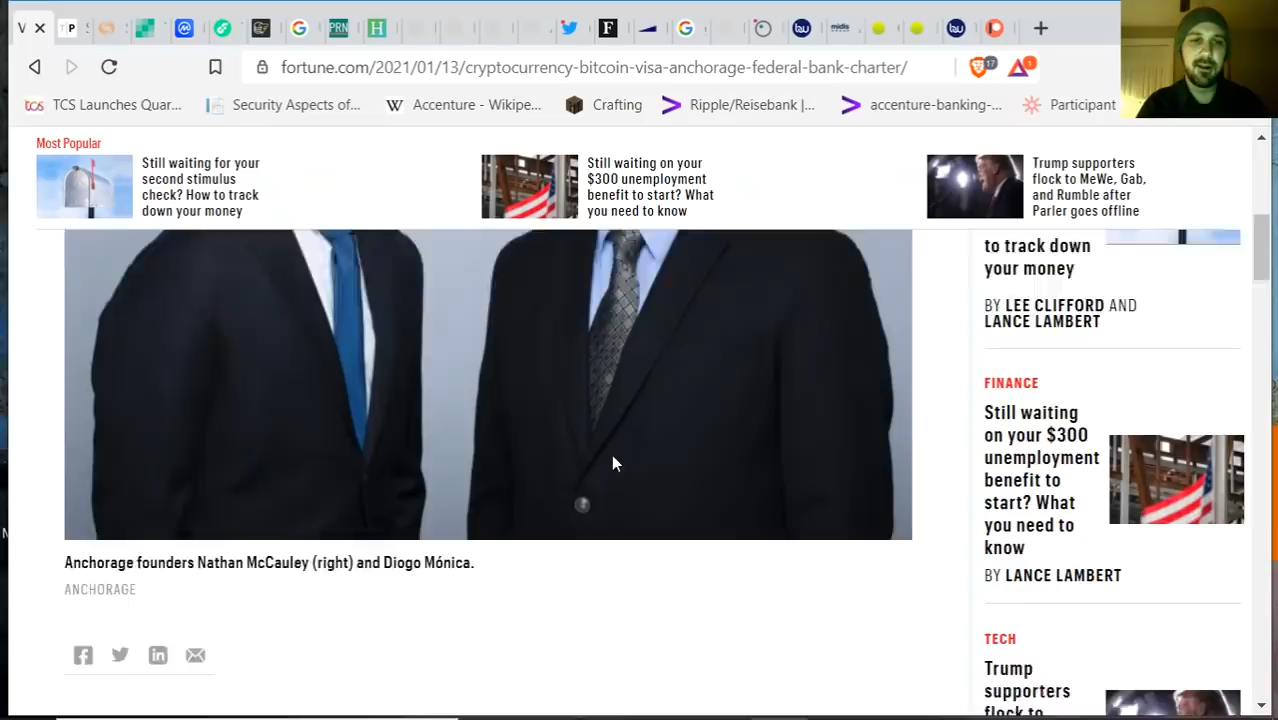 fortune.com/2021/01/13/cryptocurrency-bitcoin-visa-anchorage-federal-bank-charter/
17
1
tcs TCS Launches Quar...
Security Aspects of...
W Accenture - Wikipe...
Crafting
Ripple/Reisebank |...
accenture-banking-...
Participant
Most Popular
Still waiting for your
second stimulus
check? How to track
down your money
Still waiting on your
$300 unemployment
benefit to start? What
you need to know
Trump supporters
flock to MeWe, Gab,
and Rumble after
Parler goes offline
Anchorage founders Nathan McCauley (right) and Diogo Mónica.
ANCHORAGE
to track down
your money
BY LEE CLIFFORD AND
LANCE LAMBERT
FINANCE
Still waiting
on your $300
unemployment
benefit to
start? What
you need to
know
BY LANCE LAMBERT
TECH
Trump
supporters
flock to